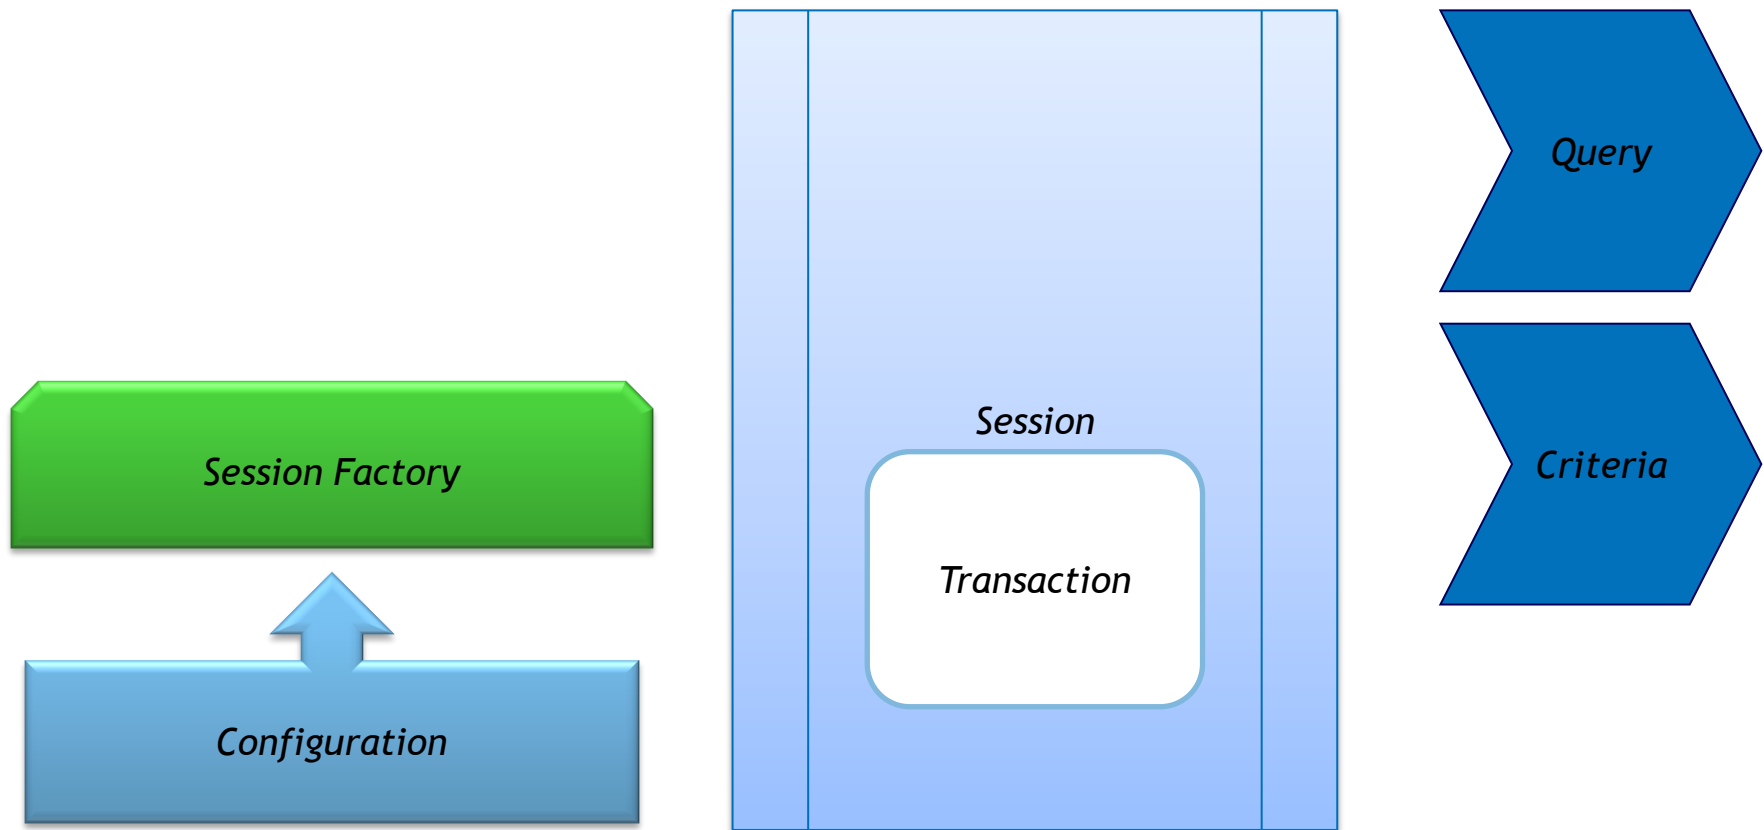 Query
Session
Criteria
Session Factory
Transaction
Configuration